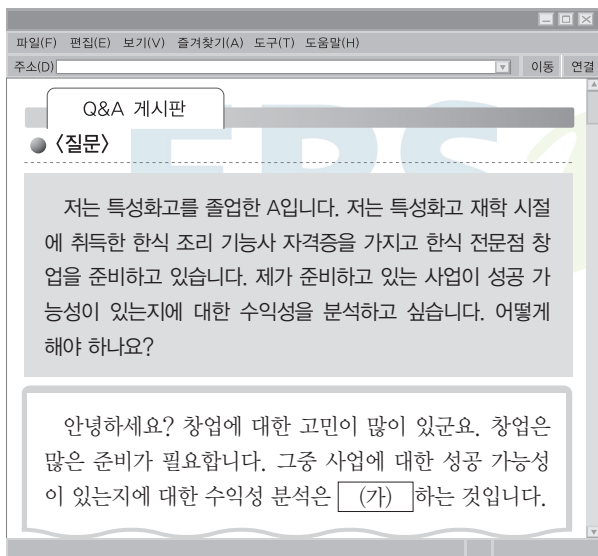 파일(F) 편집(E) 보기(V) 즐겨찾기(A) 도구(T) 도움말(H)
주소(D) 이동 연결
Q&A 게시판
〈질문〉
저는 특성화고를 졸업한 A입니다. 저는 특성화고 재학 시절
에 취득한 한식 조리 기능사 자격증을 가지고 한식 전문점 창
업을 준비하고 있습니다. 제가 준비하고 있는 사업이 성공 가
능성이 있는지에 대한 수익성을 분석하고 싶습니다. 어떻게
해야 하나요?
안녕하세요? 창업에 대한 고민이 많이 있군요. 창업은
많은 준비가 필요합니다. 그중 사업에 대한 성공 가능성
이 있는지에 대한 수익성 분석은 (가) 하는 것입니다.